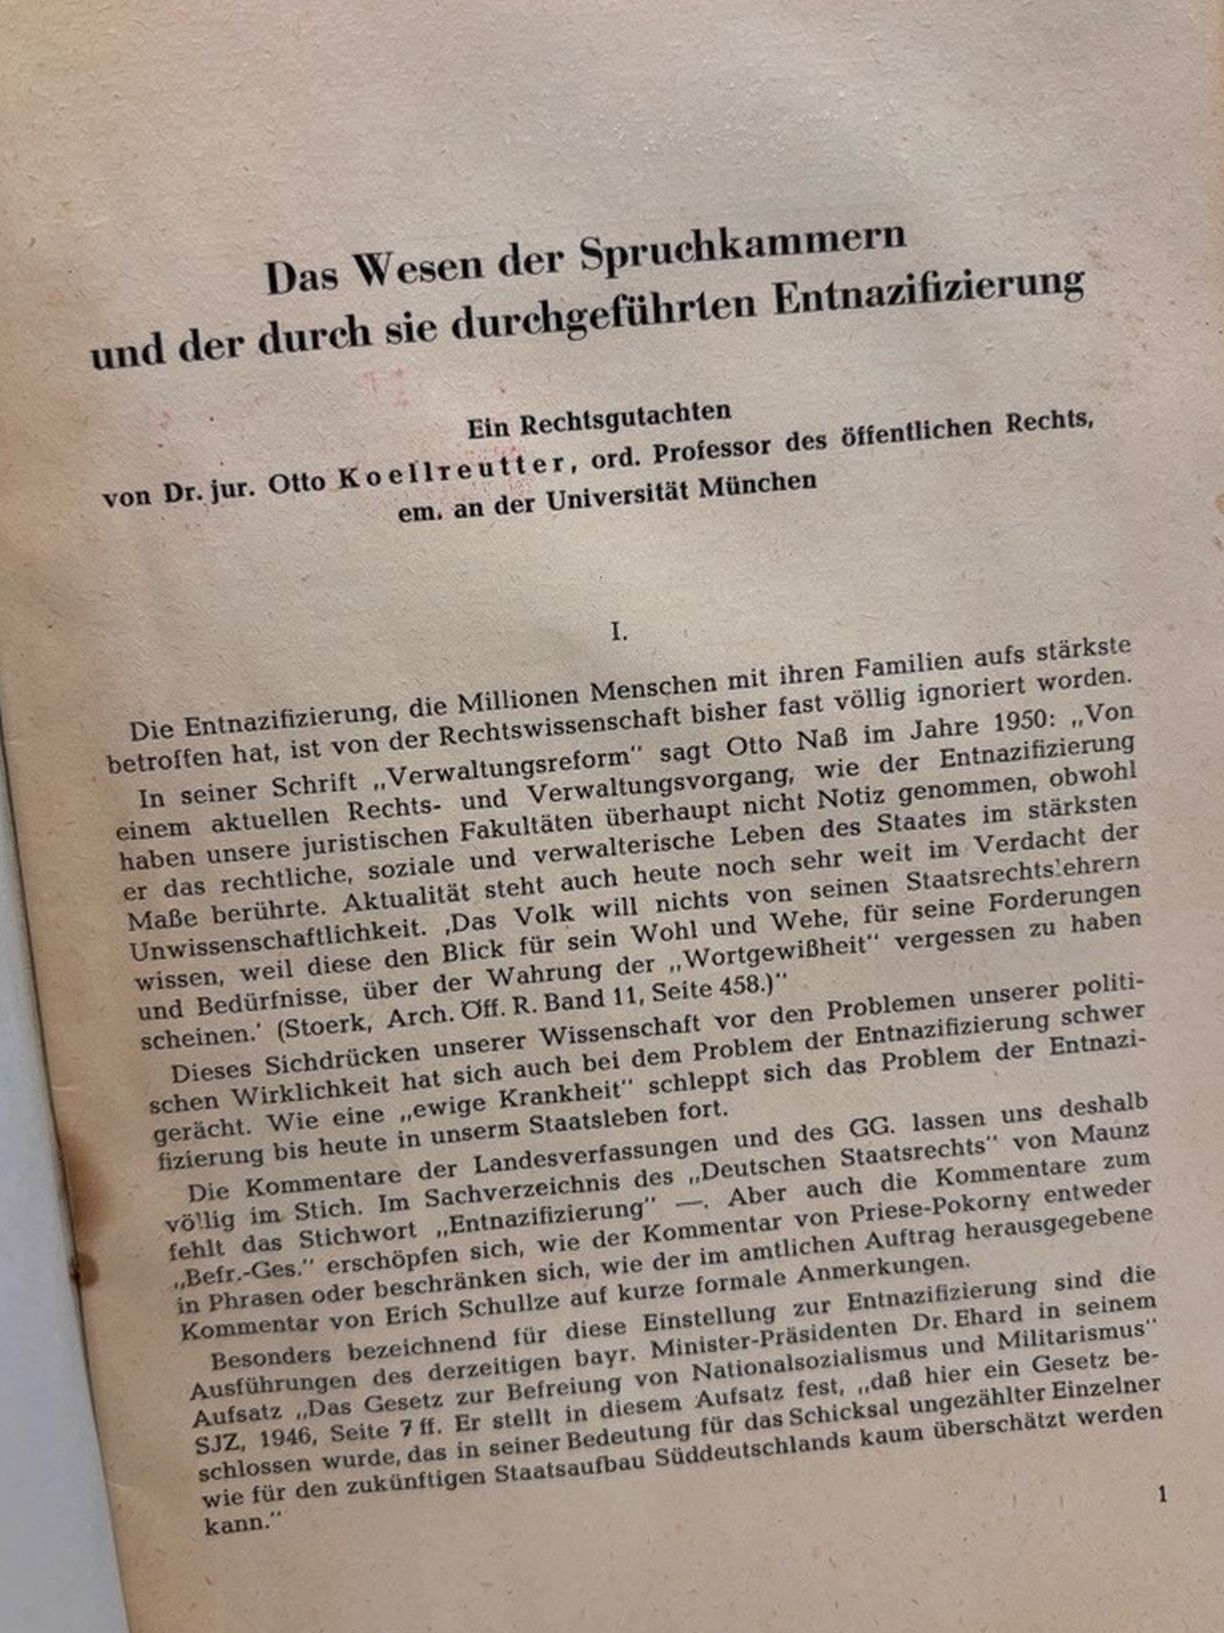 Das Wesen der Spruchkammern
und der durch sie durchgeführten Entnazifizierung
Ein Rechtsgutachten
von Dr. jur. Otto Koellreutter, ord. Professor des öffentlichen Rechts,
em. an der Universität München
I.
Die Entnazifizierung, die Millionen Menschen mit ihren Familien aufs stärkste
betroffen hat, ist von der Rechtswissenschaft bisher fast völlig ignoriert worden.
In seiner Schrift „Verwaltungsreform“ sagt Otto Naß im Jahre 1950: „Von
einem aktuellen Rechts- und Verwaltungsvorgang, wie der Entnazifizierung
haben unsere juristischen Fakultäten überhaupt nicht Notiz genommen, obwohl
er das rechtliche, soziale und verwalterische Leben des Staates im stärksten
Maße berührte. Aktualität steht auch heute noch sehr weit im Verdacht der
Unwissenschaftlichkeit. ‚Das Volk will nichts von seinen Staatsrechtslehrern
wissen, weil diese den Blick für sein Wohl und Wehe, für seine Forderungen
und Bedürfnisse, über der Wahrung der „Wortgewißheit“ vergessen zu haben
scheinen.‘ (Stoerk, Arch. Öff. R. Band 11, Seite 458.)“
Dieses Sichdrücken unserer Wissenschaft vor den Problemen unserer politi-
schen Wirklichkeit hat sich auch bei dem Problem der Entnazifizierung schwer
gerächt. Wie eine „ewige Krankheit“ schleppt sich das Problem der Entnazi-
fizierung bis heute in unserm Staatsleben fort.
Die Kommentare der Landesverfassungen und des GG. lassen uns deshalb
völlig im Stich. Im Sachverzeichnis des „Deutschen Staatsrechts“ von Maunz
fehlt das Stichwort „Entnazifizierung“ —. Aber auch die Kommentare zum
„Befr.-Ges.“ erschöpfen sich, wie der Kommentar von Priese-Pokorny entweder
in Phrasen oder beschränken sich, wie der im amtlichen Auftrag herausgegebene
Kommentar von Erich Schullze auf kurze formale Anmerkungen.
Besonders bezeichnend für diese Einstellung zur Entnazifizierung sind die
Ausführungen des derzeitigen bayr. Minister-Präsidenten Dr. Ehard in seinem
Aufsatz „Das Gesetz zur Befreiung von Nationalsozialismus und Militarismus“
SJZ, 1946, Seite 7 ff. Er stellt in diesem Aufsatz fest, „daß hier ein Gesetz be-
schlossen wurde, das in seiner Bedeutung für das Schicksal ungezählter Einzelner
wie für den zukünftigen Staatsaufbau Süddeutschlands kaum überschätzt werden
kann.“
1